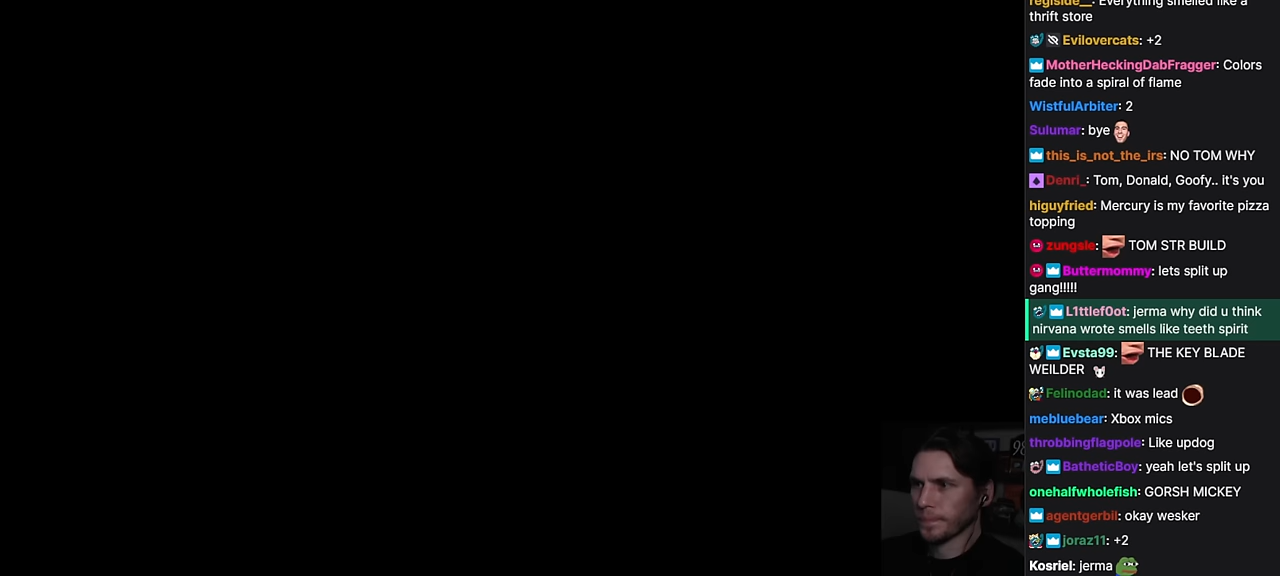 regiside__: Everything smelled like a
thrift store
Evilovercats: +2
MotherHeckingDabFragger: Colors
fade into a spiral of flame
WistfulArbiter: 2
Sulumar: bye
this_is_not_the_irs: NO TOM WHY
Denri_: Tom, Donald, Goofy.. it's you
higuyfried: Mercury is my favorite pizza
topping
zungsle: TOM STR BUILD
Buttermommy: lets split up
gang!!!!!
L1ttlef0ot: jerma why did u think
nirvana wrote smells like teeth spirit
Evsta99: THE KEY BLADE
WEILDER
Felinodad: it was lead
mebluebear: Xbox mics
throbbingflagpole: Like updog
BatheticBoy: yeah let's split up
onehalfwholefish: GORSH MICKEY
agentgerbil: okay wesker
joraz11: +2
Kosriel: jerma